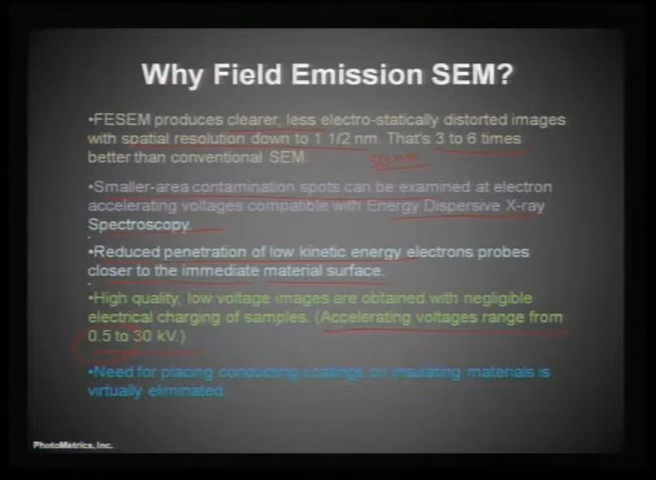 Why Field Emission SEM?
•FESEM produces clearer, less electro-statically distorted images
with spatial resolution down to 1 1/2 nm. That's 3 to 6 times
better than conventional SEM.
•Smaller-area contamination spots can be examined at electron
accelerating voltages compatible with Energy Dispersive X-ray
Spectroscopy.
•Reduced penetration of low kinetic energy electrons probes
closer to the immediate material surface.
•High quality, low voltage images are obtained with negligible
electrical charging of samples. (Accelerating voltages range from
0.5 to 30 kV.)
•Need for placing conducting coatings on insulating materials is
virtually eliminated.
PhotoMetrics, Inc.